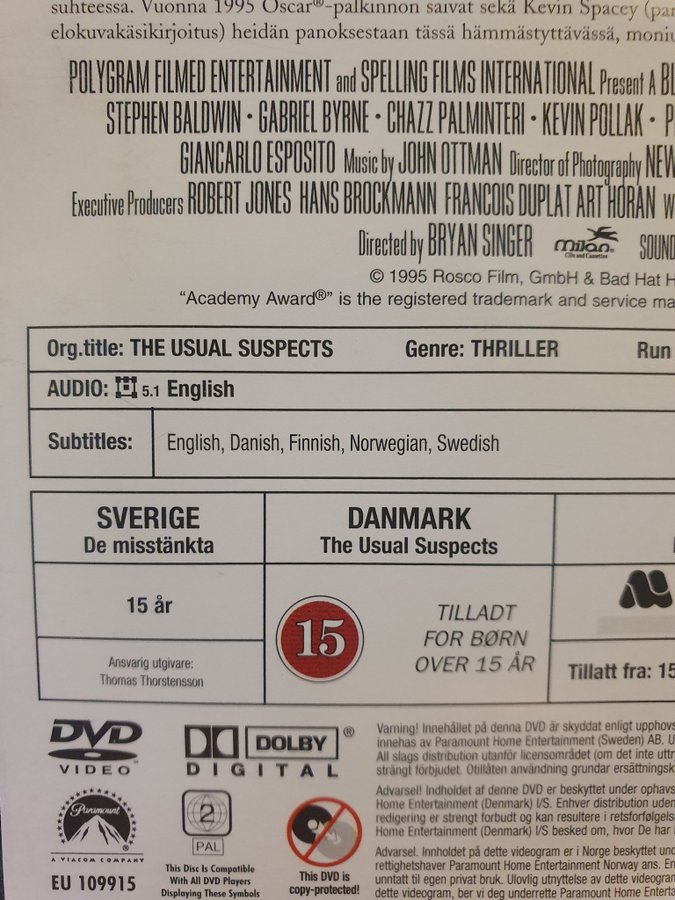 suhteessa. Vuonna 1995 Oscar®-palkinnon saivat sekä Kevin Spacey
elokuvakäsikirjoitus) heidän panoksestaan tässä hämmästyttävässä,
POLYGRAM FILMED ENTERTAINMENT and SPELLING FILMS INTERNATIONAL Present A
STEPHEN BALDWIN · GABRIEL BYRNE · CHAZZ PALMINTERI · KEVIN POLLAK ·
GIANCARLO ESPOSITO Music by JOHN OTTMAN Director of Photography
Executive Producers ROBERT JONES HANS BROCKMANN FRANCOIS DUPLAT ART HORAN
Directed by BRYAN SINGER milan. CDs and Cassettes SOUND
© 1995 Rosco Film, GmbH & Bad Hat
"Academy Award®" is the registered trademark and service
Org.title: THE USUAL SUSPECTS Genre: THRILLER Run
AUDIO: 5.1 English
Subtitles: English, Danish, Finnish, Norwegian, Swedish
SVERIGE
De misstänkta
15 år
Ansvarig utgivare:
Thomas Thorstensson
DANMARK
The Usual Suspects
15
TILLADT
FOR BØRN
OVER 15 ÅR
Tillatt fra: 15
DVD
VIDEO
DOLBY®
DIGITAL
Paramount
A VIACOM COMPANY
EU 109915
2
PAL
This Disc Is Compatible
With All DVD Players
Displaying These Symbols
This DVD is
copy-protected!
Varning! Innehållet på denna DVD är skyddat enligt
innehas av Paramount Home Entertainment (Sweden) AB.
All slags distribution utanför licensområdet (om det inte
strängt förbjudet. Otillåten användning grundar
Advarsel! Indholdet af denne DVD er beskyttet under
Home Entertainment (Denmark) I/S. Enhver distribution
redigering er strengt forbudt og kan resultere i
Home Entertainment (Denmark) I/S besked om, hvor De har
Advarsel. Innholdet på dette videogram er i Norge beskyttet
rettighetshaver Paramount Home Entertainment Norway ans.
unntatt til egen privat bruk. Ulovlig utnyttelse av dette
dette videogram, ber vi deg underrette Paramount Home